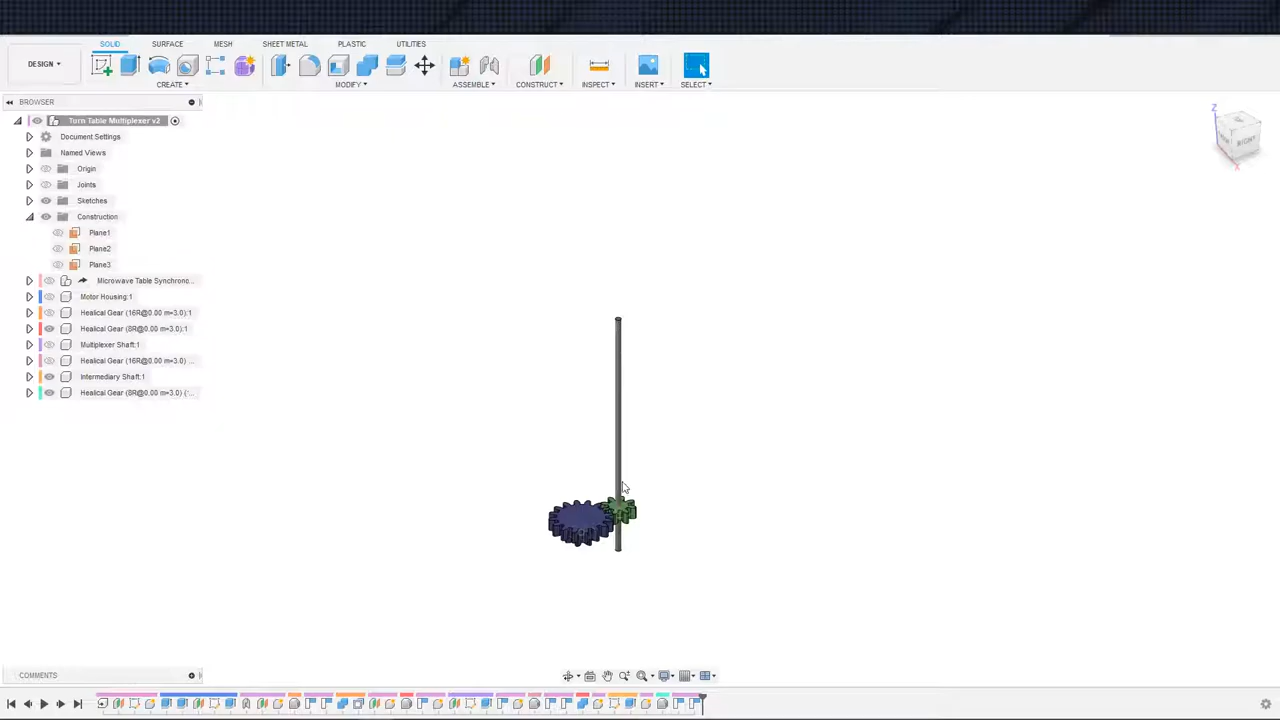 SOLID SURFACE MESH SHEET METAL PLASTIC UTILITIES
DESIGN
CREATE MODIFY ASSEMBLE CONSTRUCT INSPECT INSERT SELECT
BROWSER
Turn Table Multiplexer v2
Document Settings
Named Views
Origin
Joints
Sketches
Construction
Plane1
Plane2
Plane3
Microwave Table Synchrono...
Motor Housing:1
Healical Gear (16R@0.00 m=3.0):1
Healical Gear (8R@0.00 m=3.0):1
Multiplexer Shaft:1
Healical Gear (16R@0.00 m=3.0) ...
Intermediary Shaft:1
Healical Gear (8R@0.00 m=3.0) (...
Z
RIGHT
X
COMMENTS